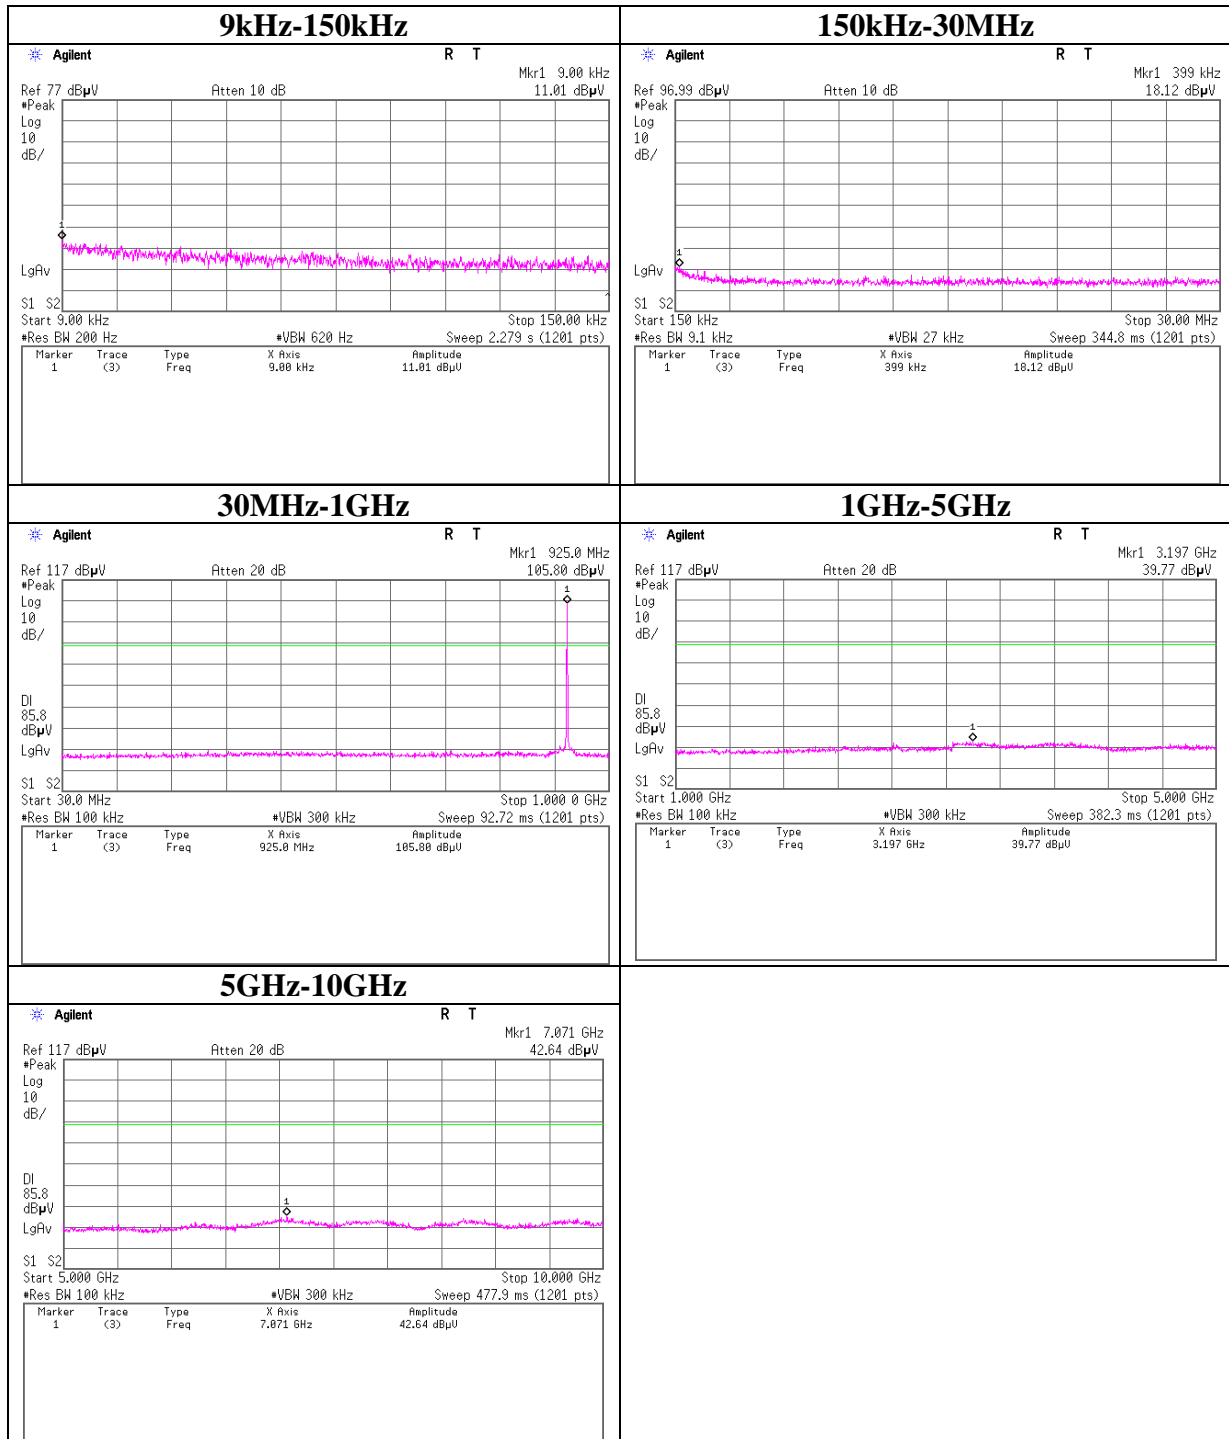 9kHz-150kHz
Agilent R T
Mkr1 9.00 kHz
Ref 77 dBµV Atten 10 dB 11.01 dBµV
#Peak
Log
10
dB/
1
LgAv
S1 S2
Start 9.00 kHz Stop 150.00 kHz
#Res BW 200 Hz #VBW 620 Hz Sweep 2.279 s (1201 pts)
Marker Trace Type X Axis Amplitude
1 (3) Freq 9.00 kHz 11.01 dBµV
150kHz-30MHz
Agilent R T
Mkr1 399 kHz
Ref 96.99 dBµV Atten 10 dB 18.12 dBµV
#Peak
Log
10
dB/
1
LgAv
S1 S2
Start 150 kHz Stop 30.00 MHz
#Res BW 9.1 kHz #VBW 27 kHz Sweep 344.8 ms (1201 pts)
Marker Trace Type X Axis Amplitude
1 (3) Freq 399 kHz 18.12 dBµV
30MHz-1GHz
Agilent R T
Mkr1 925.0 MHz
Ref 117 dBµV Atten 20 dB 105.80 dBµV
#Peak
Log
10
dB/
1
DI
85.8
dBµV
LgAv
S1 S2
Start 30.0 MHz Stop 1.000 0 GHz
#Res BW 100 kHz #VBW 300 kHz Sweep 92.72 ms (1201 pts)
Marker Trace Type X Axis Amplitude
1 (3) Freq 925.0 MHz 105.80 dBµV
1GHz-5GHz
Agilent R T
Mkr1 3.197 GHz
Ref 117 dBµV Atten 20 dB 39.77 dBµV
#Peak
Log
10
dB/
DI
85.8
dBµV
1
LgAv
S1 S2
Start 1.000 GHz Stop 5.000 GHz
#Res BW 100 kHz #VBW 300 kHz Sweep 382.3 ms (1201 pts)
Marker Trace Type X Axis Amplitude
1 (3) Freq 3.197 GHz 39.77 dBµV
5GHz-10GHz
Agilent R T
Mkr1 7.071 GHz
Ref 117 dBµV Atten 20 dB 42.64 dBµV
#Peak
Log
10
dB/
DI
85.8
dBµV
1
LgAv
S1 S2
Start 5.000 GHz Stop 10.000 GHz
#Res BW 100 kHz #VBW 300 kHz Sweep 477.9 ms (1201 pts)
Marker Trace Type X Axis Amplitude
1 (3) Freq 7.071 GHz 42.64 dBµV